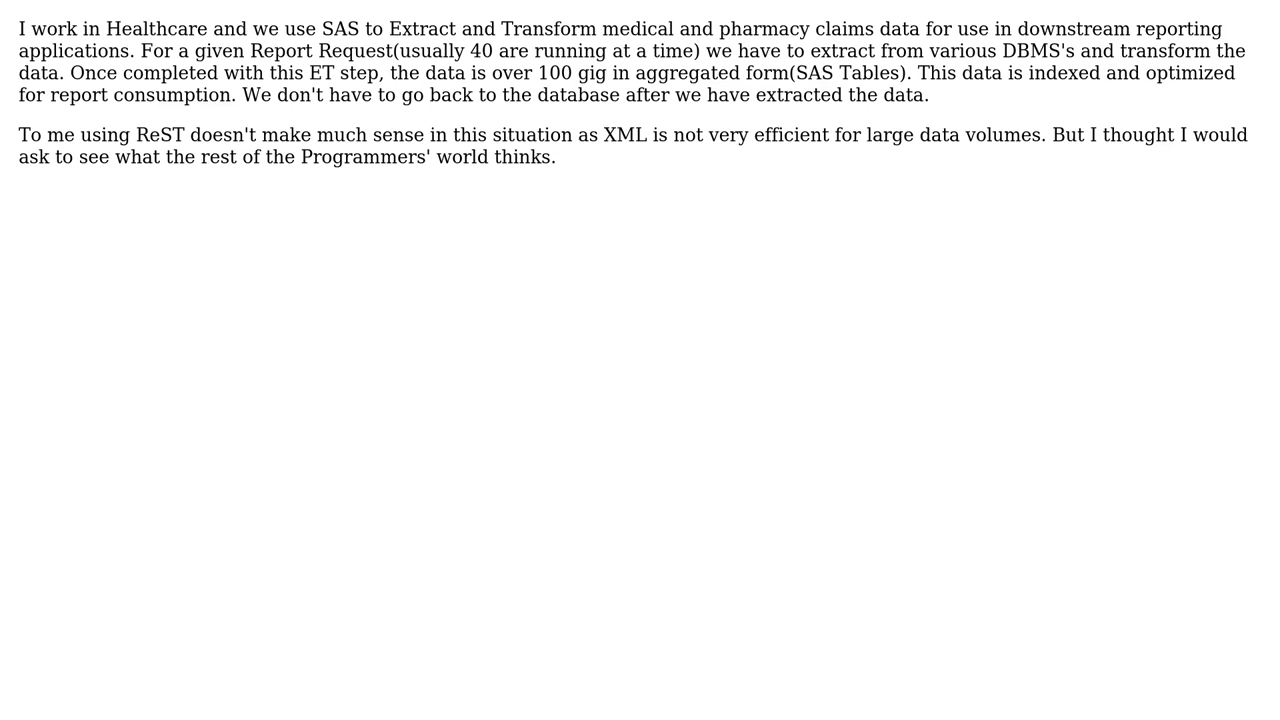 I work in Healthcare and we use SAS to Extract and Transform medical and pharmacy claims data for use in downstream reporting
applications. For a given Report Request(usually 40 are running at a time) we have to extract from various DBMS's and transform the
data. Once completed with this ET step, the data is over 100 gig in aggregated form(SAS Tables). This data is indexed and optimized
for report consumption. We don't have to go back to the database after we have extracted the data.
To me using ReST doesn't make much sense in this situation as XML is not very efficient for large data volumes. But I thought I would
ask to see what the rest of the Programmers' world thinks.